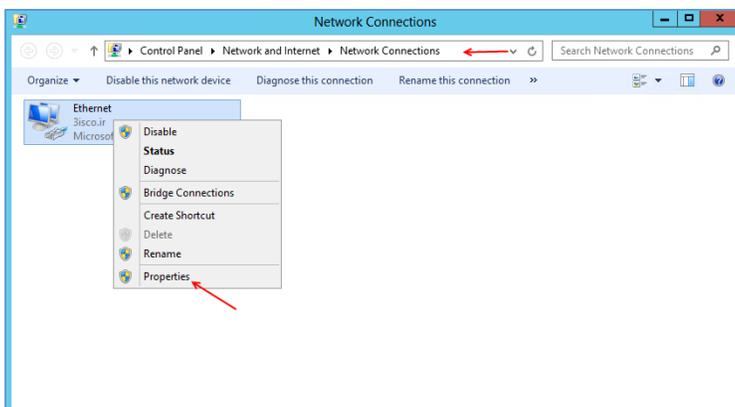 Network Connections
Control Panel Network and Internet Network Connections Search Network Connections
Organize Disable this network device Diagnose this connection Rename this connection »
Ethernet
3isco.ir
Microsof
Disable
Status
Diagnose
Bridge Connections
Create Shortcut
Delete
Rename
Properties